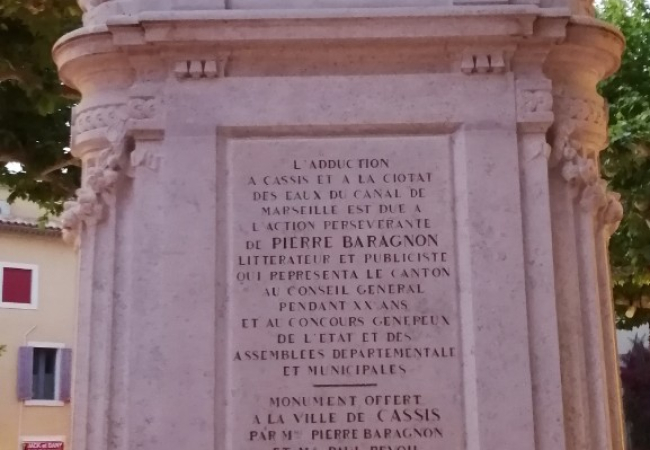 L'ADDUCTION
A CASSIS ET A LA CIOTAT
DES EAUX DU CANAL DE
MARSEILLE EST DUE A
L'ACTION PERSEVERANTE
DE PIERRE BARAGNON
LITTERATEUR ET PUBLICISTE
QUI REPRESENTA LE CANTON
AU CONSEIL GENERAL
PENDANT XX ANS
ET AU CONCOURS GENEREUX
DE L'ETAT ET DES
ASSEMBLEES DEPARTEMENTALE
ET MUNICIPALES
MONUMENT OFFERT
A LA VILLE DE CASSIS
PAR Mme PIERRE BARAGNON
ET